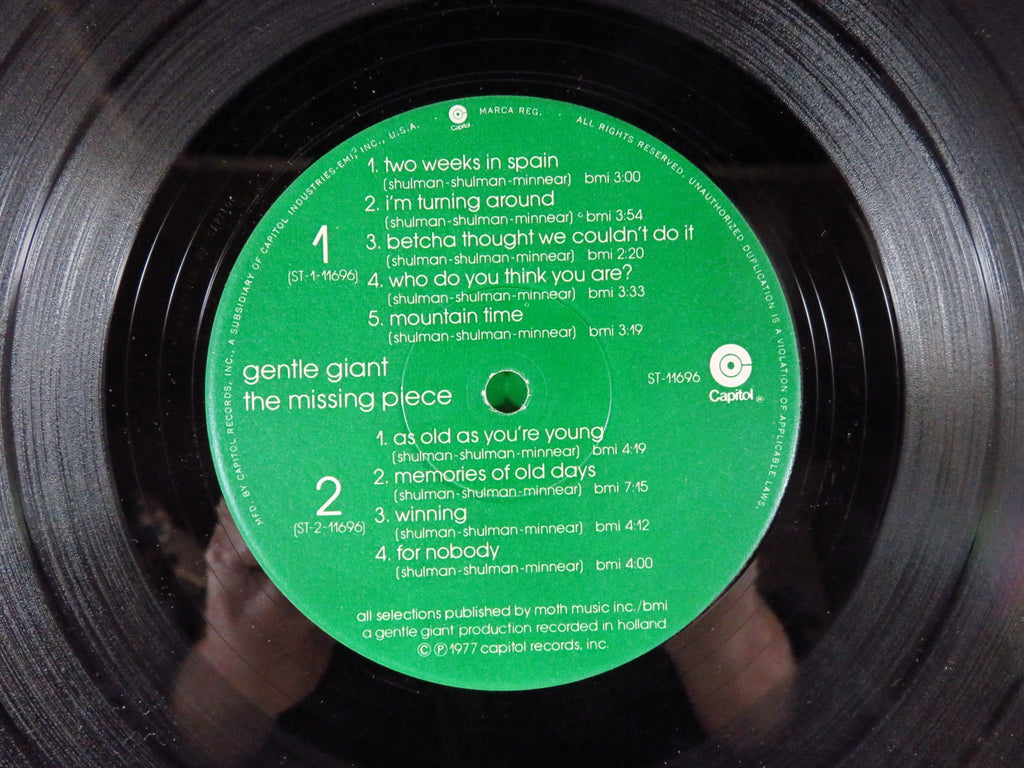 MFD. BY CAPITOL RECORDS, INC., A SUBSIDIARY OF CAPITOL INDUSTRIES-EMI, INC., U.S.A.
Capitol
MARCA REG. · ALL RIGHTS RESERVED. UNAUTHORIZED DUPLICATION IS A VIOLATION OF APPLICABLE LAWS.
1
(ST-1-11696)
1. two weeks in spain
(shulman-shulman-minnear) bmi 3:00
2. i'm turning around
(shulman-shulman-minnear) bmi 3:54
3. betcha thought we couldn't do it
(shulman-shulman-minnear) bmi 2:20
4. who do you think you are?
(shulman-shulman-minnear) bmi 3:33
5. mountain time
(shulman-shulman-minnear) bmi 3:19
gentle giant
the missing piece
ST-11696
Capitol®
2
(ST-2-11696)
1. as old as you're young
(shulman-shulman-minnear) bmi 4:19
2. memories of old days
(shulman-shulman-minnear) bmi 7:15
3. winning
(shulman-shulman-minnear) bmi 4:12
4. for nobody
(shulman-shulman-minnear) bmi 4:00
all selections published by moth music inc./bmi
a gentle giant production recorded in holland
© ℗ 1977 capitol records, inc.